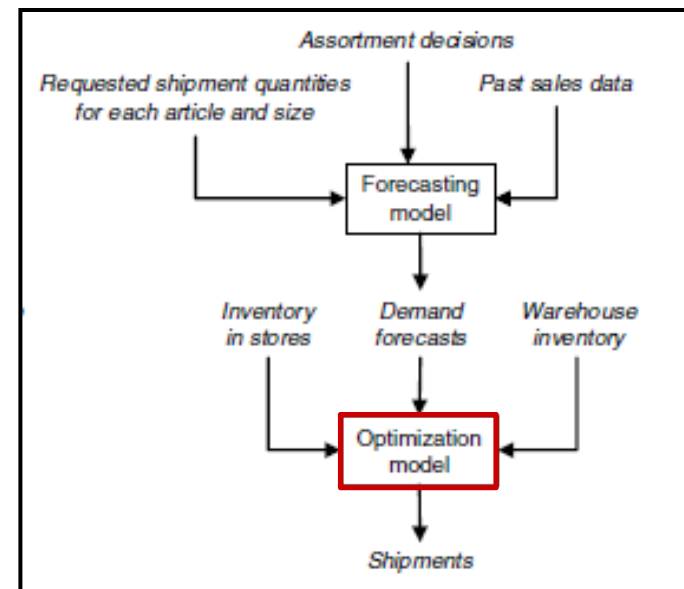 Assortment decisions
Requested shipment quantities
for each article and size
Past sales data
Forecasting
model
Inventory
in stores
Demand
forecasts
Warehouse
inventory
Optimization
model
Shipments